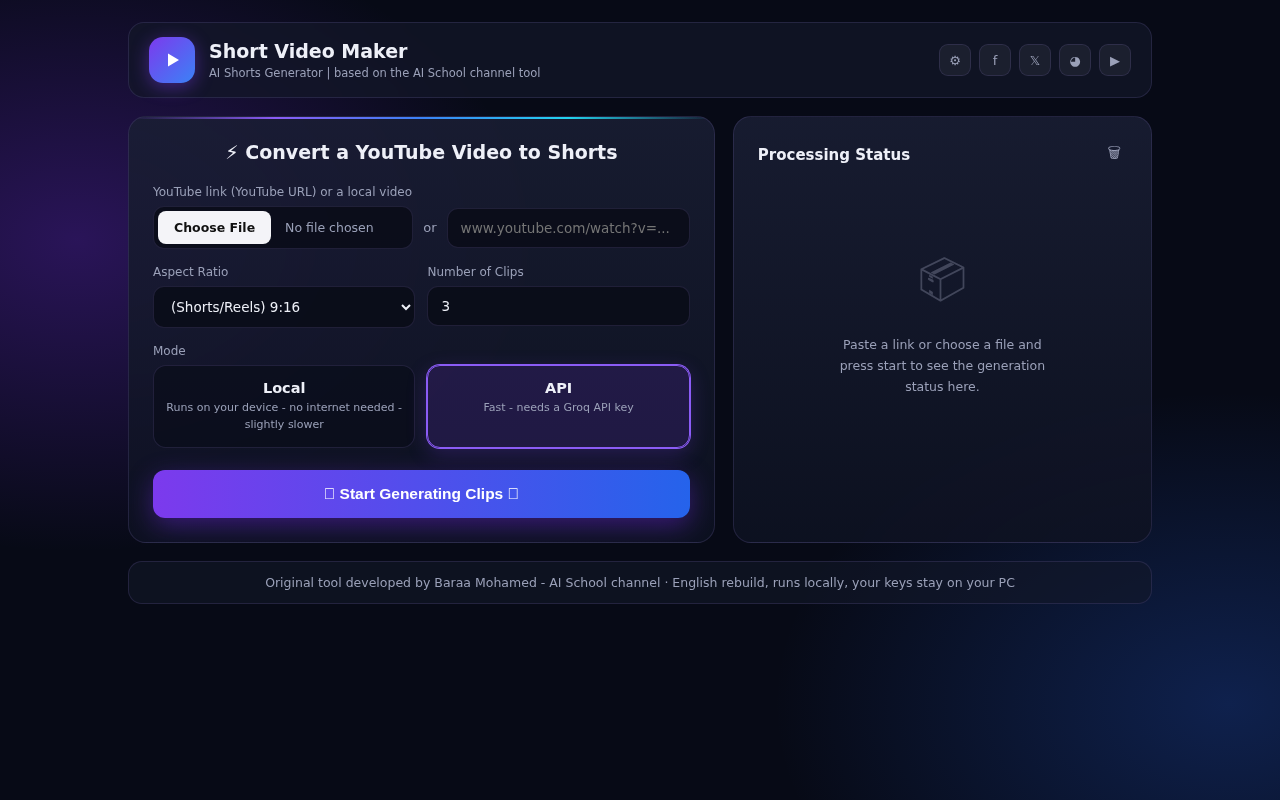 Short Video Maker
AI Shorts Generator | based on the AI School channel tool
f
𝕏
⚡ Convert a YouTube Video to Shorts
YouTube link (YouTube URL) or a local video
Choose File No file chosen or www.youtube.com/watch?v=...
Aspect Ratio Number of Clips
(Shorts/Reels) 9:16 3
Mode
Local
Runs on your device - no internet needed -
slightly slower
API
Fast - needs a Groq API key
Start Generating Clips
Processing Status
Paste a link or choose a file and
press start to see the generation
status here.
Original tool developed by Baraa Mohamed - AI School channel · English rebuild, runs locally, your keys stay on your PC